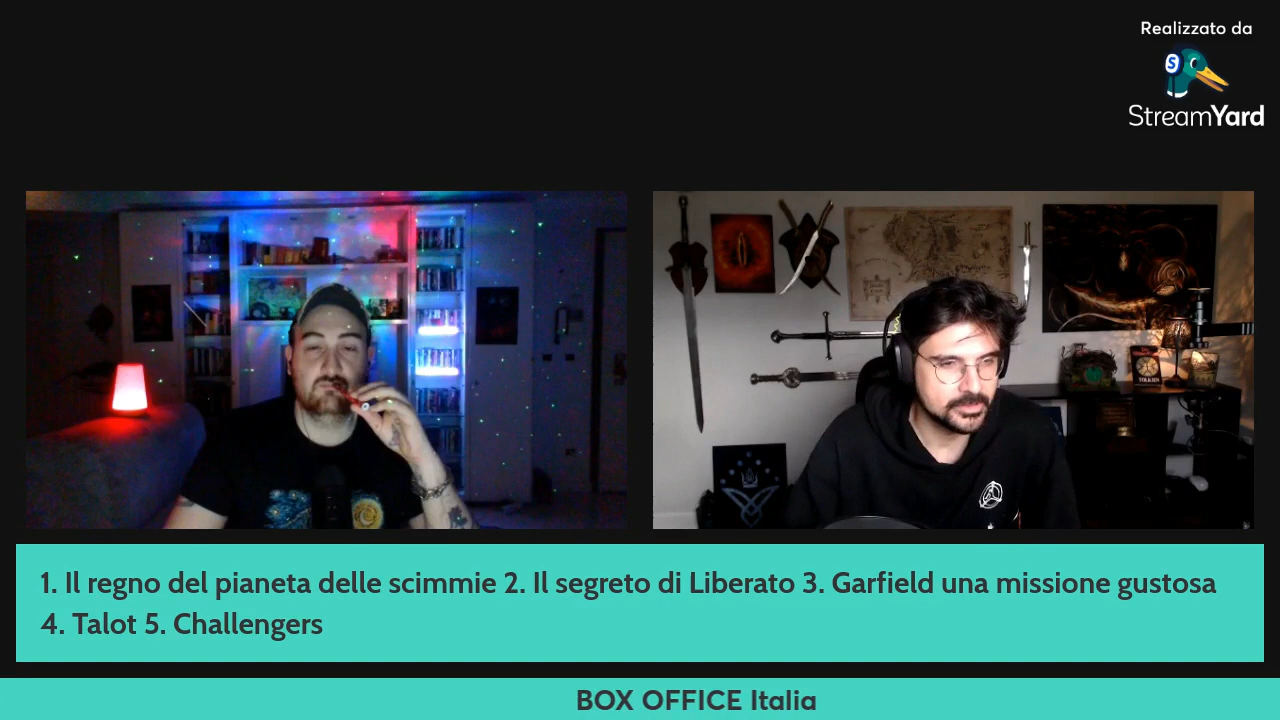 Realizzato da
S
StreamYard
TOLKIEN
1. Il regno del pianeta delle scimmie 2. Il segreto di Liberato 3. Garfield una missione gustosa
4. Talot 5. Challengers
BOX OFFICE Italia